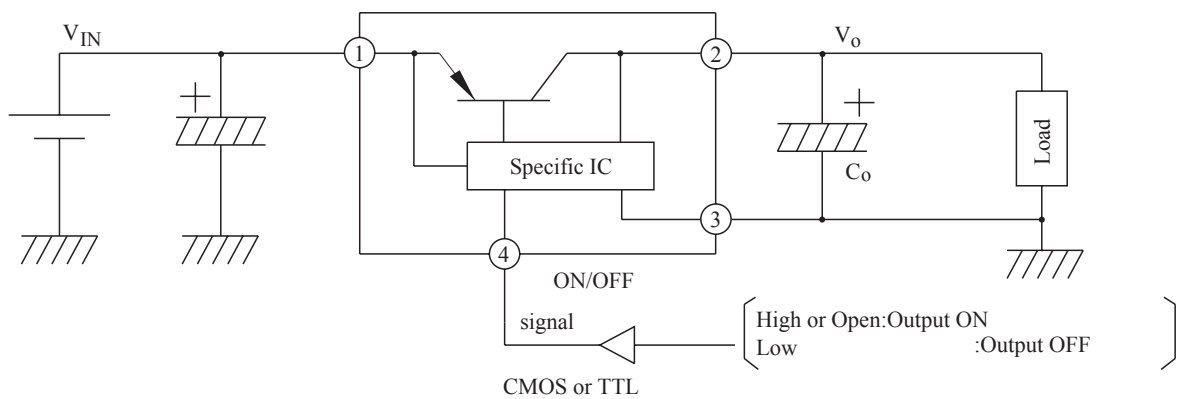 V_IN
1
2
V_o
+
+
Specific IC
Load
C_o
3
4
ON/OFF
signal
High or Open:Output ON
Low :Output OFF
CMOS or TTL